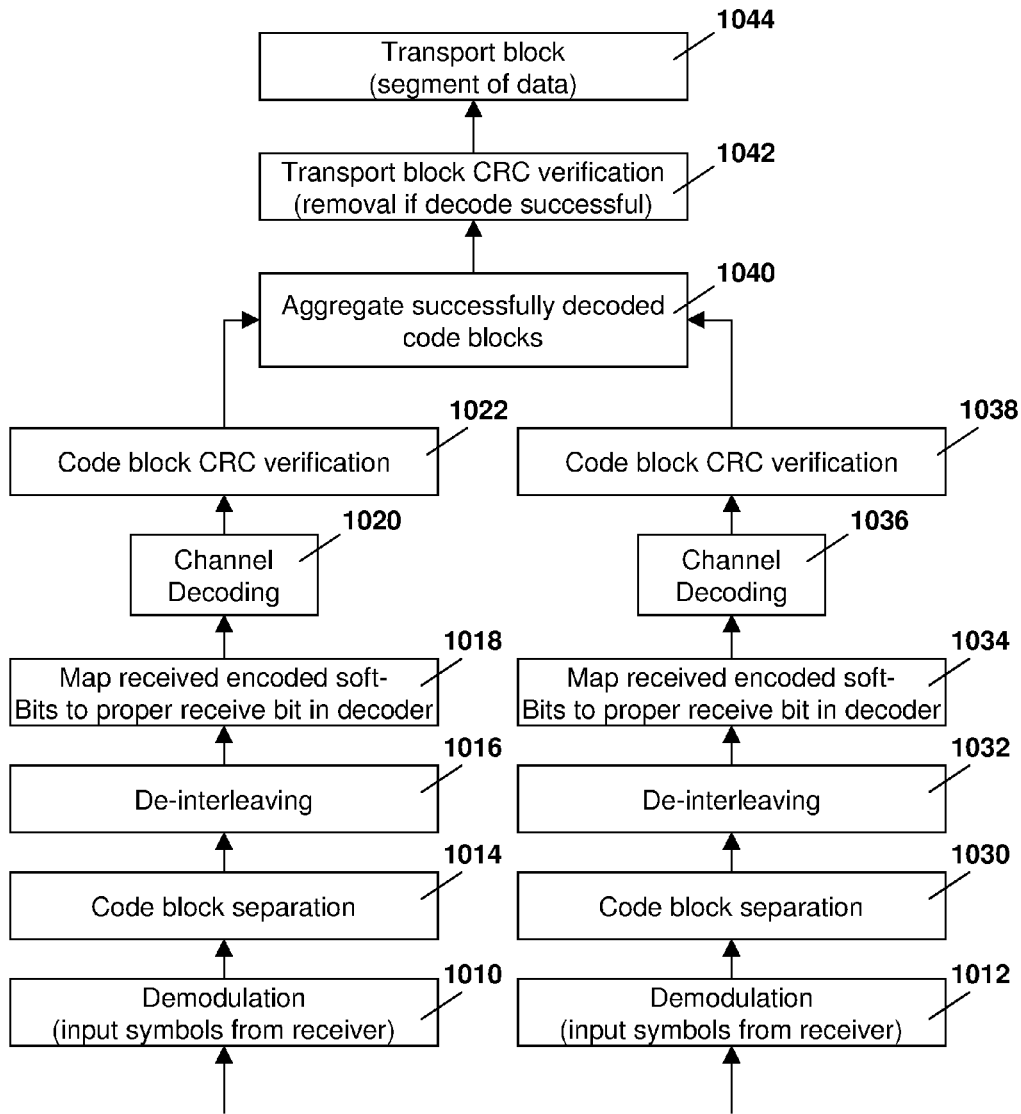 1044
Transport block
(segment of data)
1042
Transport block CRC verification
(removal if decode successful)
1040
Aggregate successfully decoded
code blocks
1022
1038
Code block CRC verification
Code block CRC verification
1020
1036
Channel
Decoding
Channel
Decoding
1018
1034
Map received encoded soft-
Bits to proper receive bit in decoder
Map received encoded soft-
Bits to proper receive bit in decoder
1016
1032
De-interleaving
De-interleaving
1014
1030
Code block separation
Code block separation
1010
1012
Demodulation
(input symbols from receiver)
Demodulation
(input symbols from receiver)